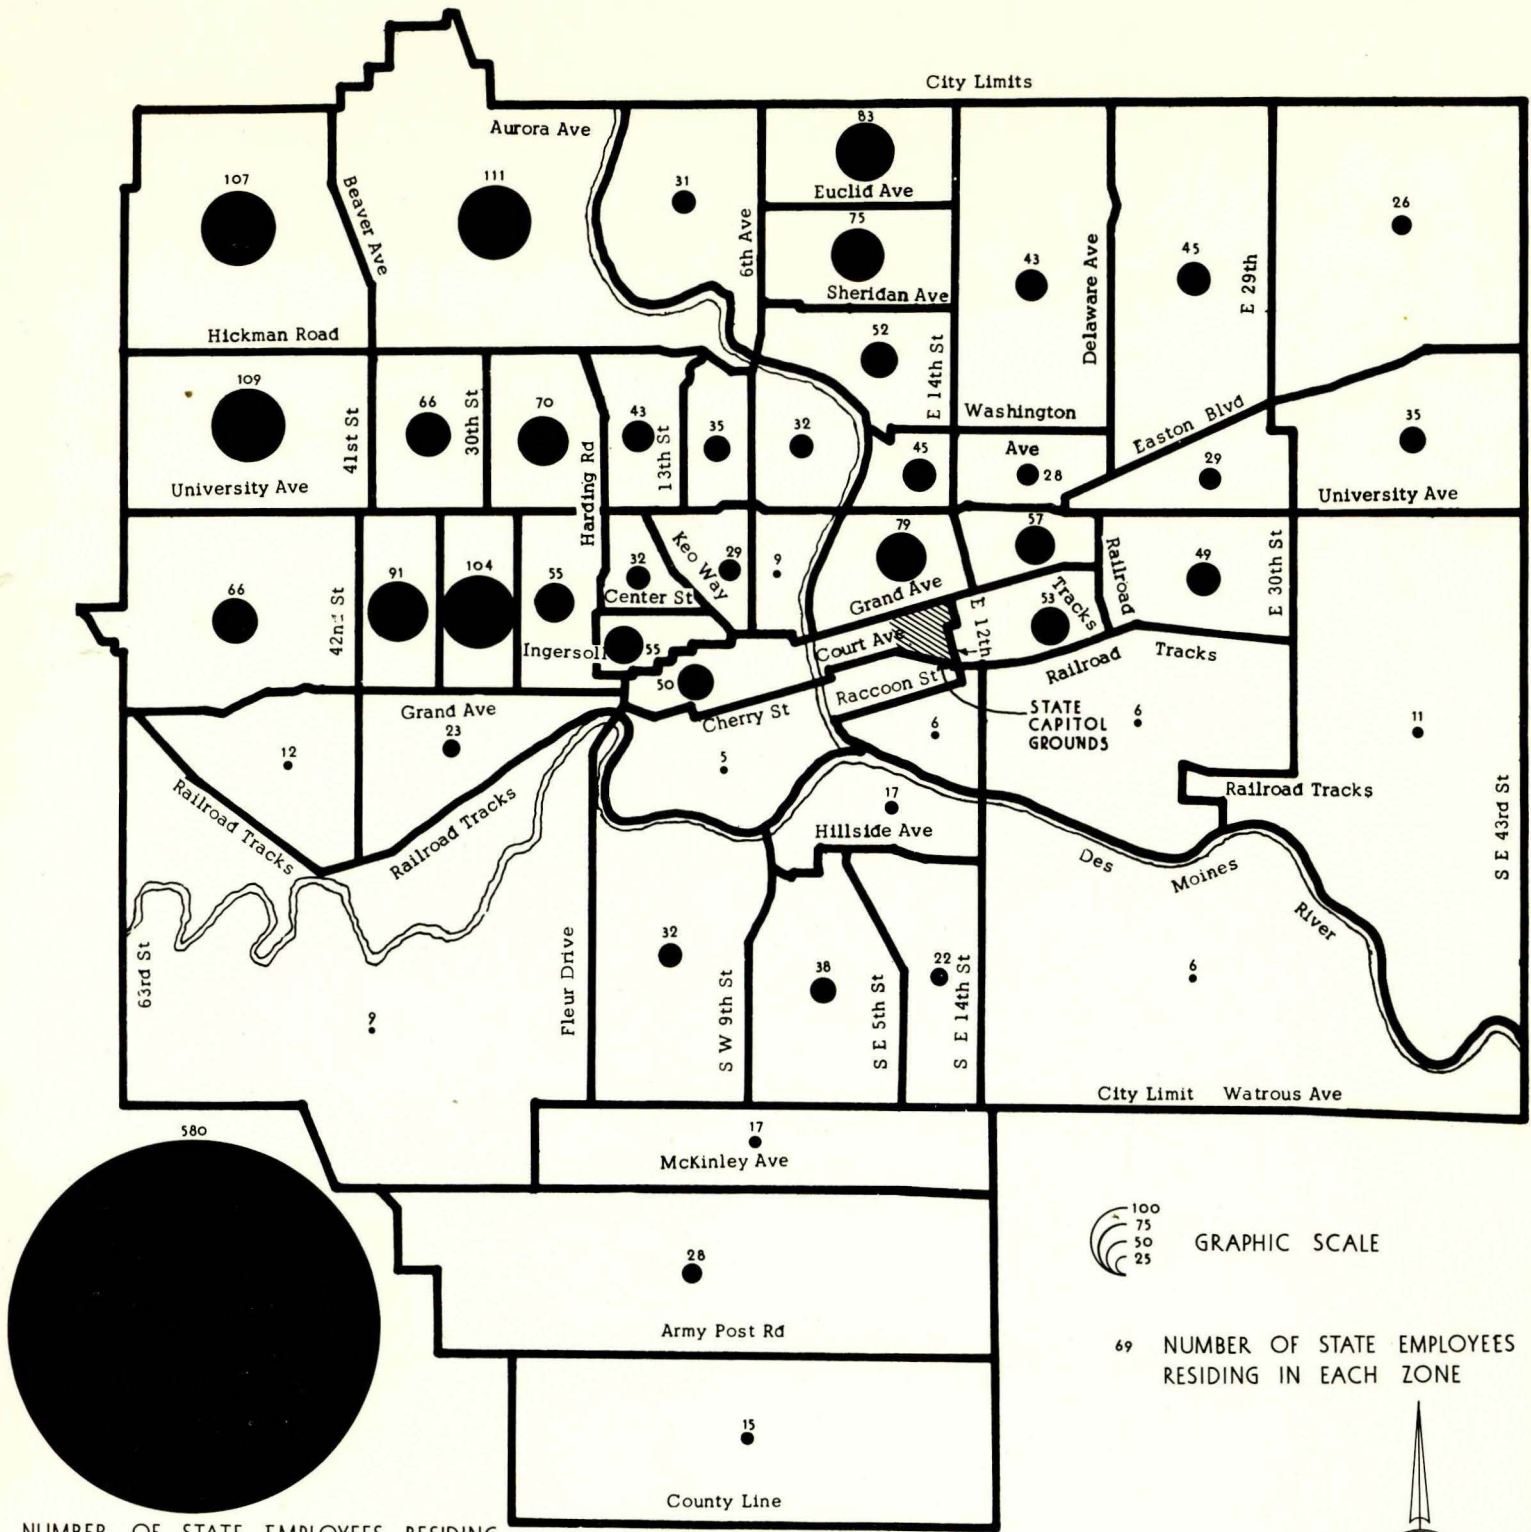 City Limits
Aurora Ave
83
107
Beaver Ave
111
31
6th Ave
Euclid Ave
75
Sheridan Ave
43
Delaware Ave
45
E 29th
26
Hickman Road
52
E 14th St
Washington
Ave
109
41st St
66
30th St
70
Harding Rd
43
13th St
35
32
45
28
Easton Blvd
29
35
University Ave
University Ave
66
42nd St
91
104
55
32
Center St
Keo Way
29
9
79
Grand Ave
57
Railroad
Tracks
49
E 30th St
53
E 12th
Court Ave
Ingersoll
55
50
Cherry St
Raccoon St
Railroad Tracks
STATE
CAPITOL
GROUNDS
6
6
11
Grand Ave
23
12
5
Railroad Tracks
Railroad Tracks
17
Hillside Ave
Railroad Tracks
S E 43rd St
Des Moines River
63rd St
9
Fleur Drive
32
S W 9th St
38
S E 5th St
22
S E 14th St
6
City Limit Watrous Ave
580
17
McKinley Ave
100
75
50
25
GRAPHIC SCALE
28
Army Post Rd
69 NUMBER OF STATE EMPLOYEES
RESIDING IN EACH ZONE
15
County Line
NUMBER OF STATE EMPLOYEES RESIDING